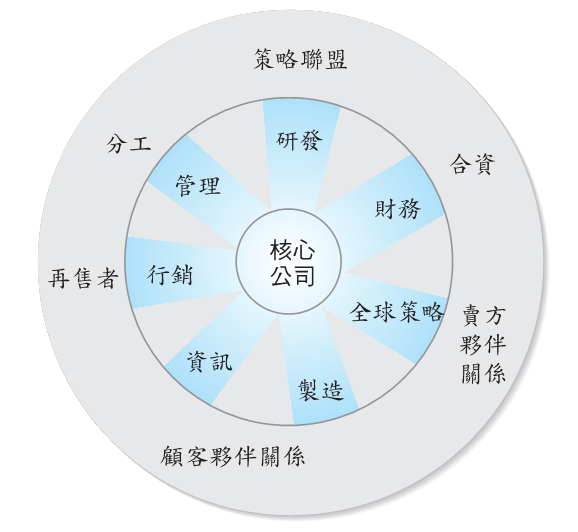 策略聯盟
分工
研發
合資
管理
財務
核心
公司
再售者
行銷
全球策略
賣方
夥伴
關係
資訊
製造
顧客夥伴關係